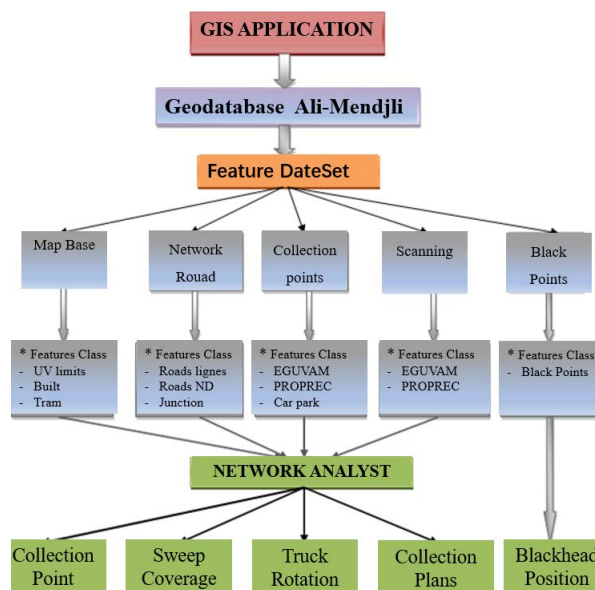 GIS APPLICATION
Geodatabase Ali-Mendjli
Feature DateSet
Map Base
Network
Rouad
Collection
points
Scanning
Black
Points
* Features Class
- UV limits
- Built
- Tram
* Features Class
- Roads lignes
- Roads ND
- Junction
* Features Class
- EGUVAM
- PROPREC
- Car park
* Features Class
- EGUVAM
- PROPREC
* Features Class
- Black Points
NETWORK ANALYST
Collection
Point
Sweep
Coverage
Truck
Rotation
Collection
Plans
Blackhead
Position